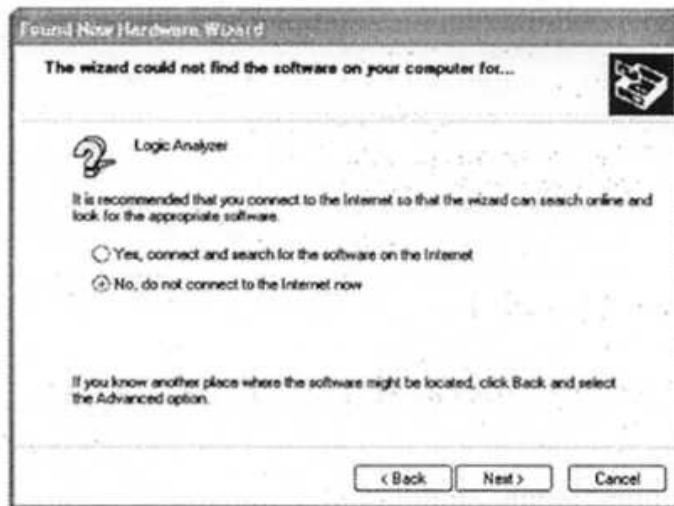 Found New Hardware Wizard
The wizard could not find the software on your computer for...
Logic Analyzer
It is recommended that you connect to the Internet so that the wizard can search online and
look for the appropriate software.
Yes, connect and search for the software on the Internet
No, do not connect to the Internet now
If you know another place where the software might be located, click Back and select
the Advanced option.
< Back
Next >
Cancel